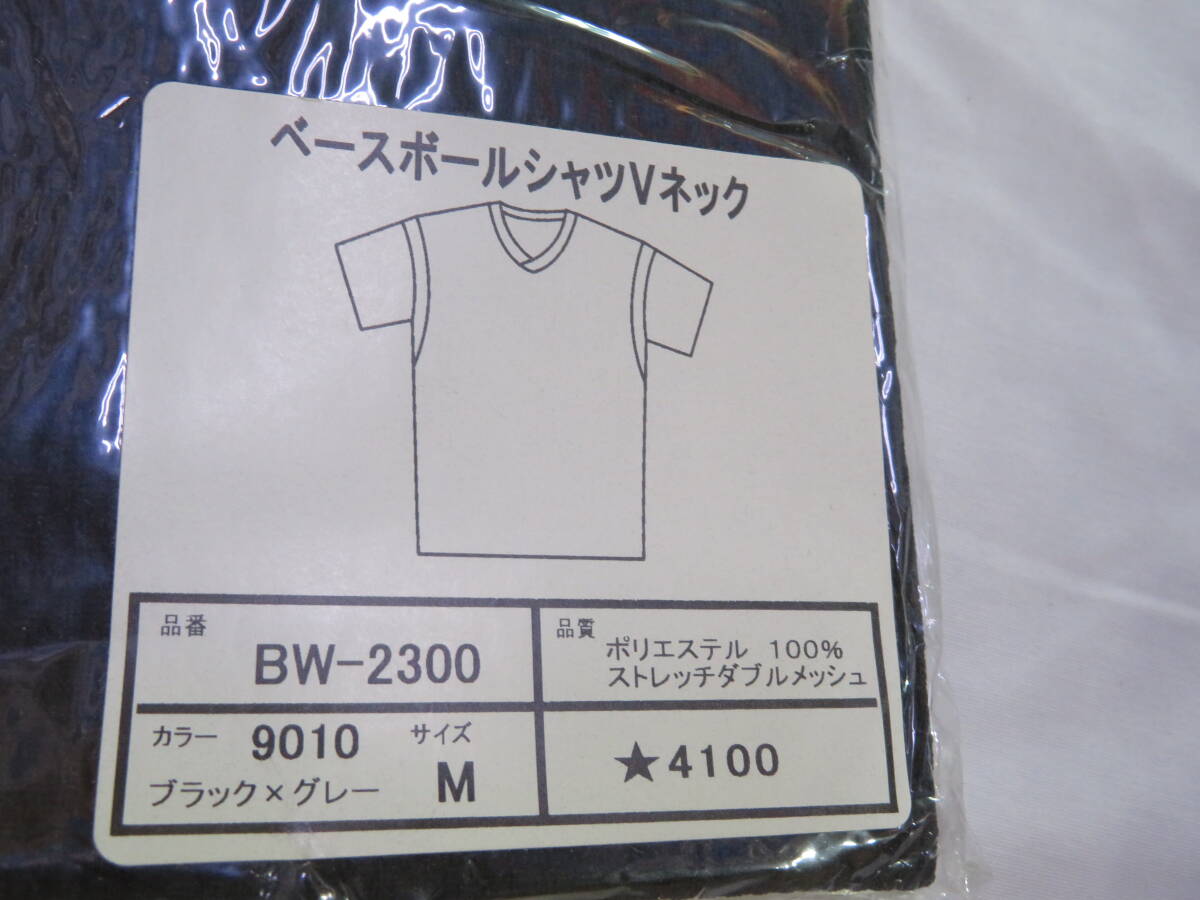 ベースボールシャツVネック
品番
BW-2300
品質
ポリエステル 100%
ストレッチダブルメッシュ
カラー 9010
ブラック×グレー
サイズ
M
★4100